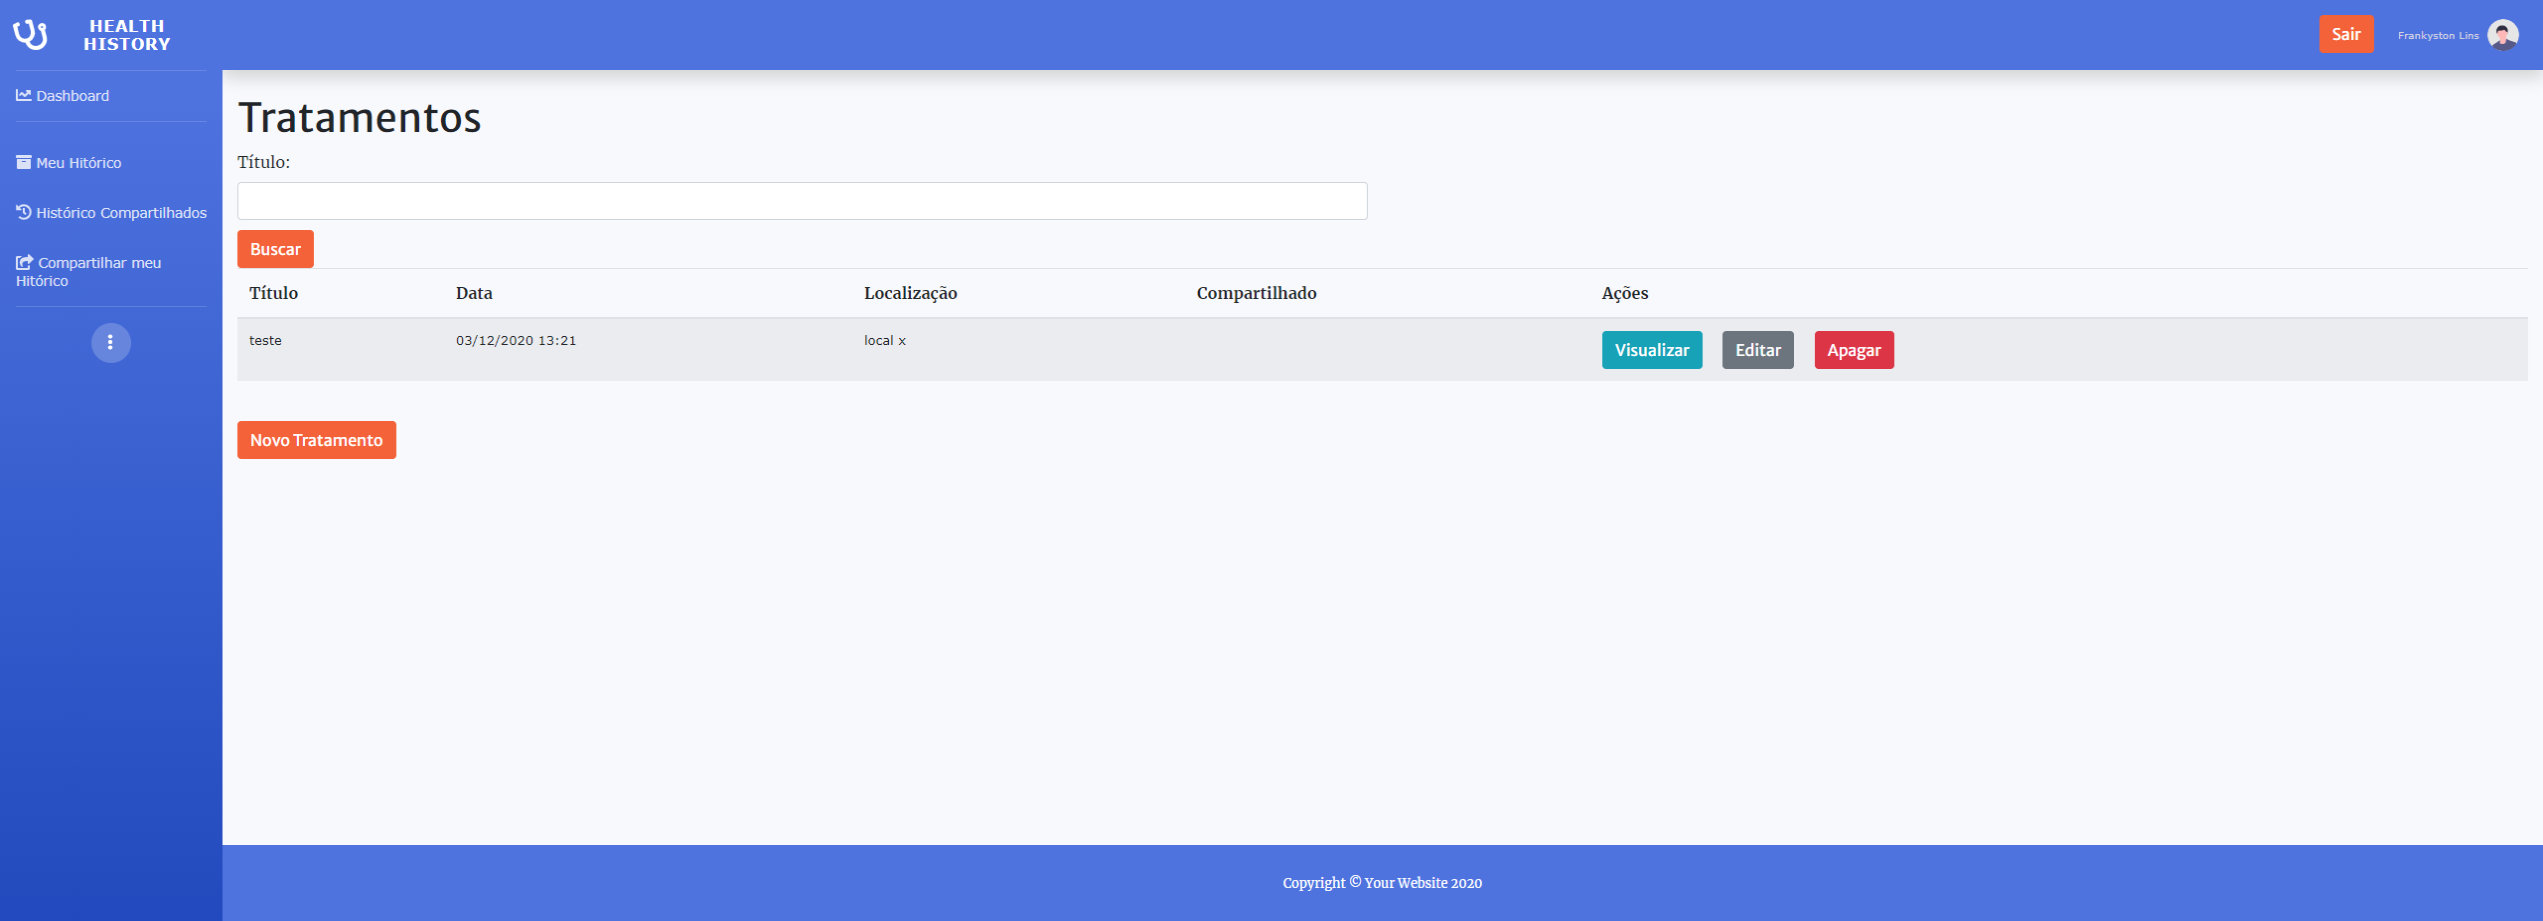 HEALTH
HISTORY
Sair
Frankyston Lins
Dashboard
Meu Hitórico
Histórico Compartilhados
Compartilhar meu
Hitórico
Tratamentos
Título:
Buscar
Título Data Localização Compartilhado Ações
teste 03/12/2020 13:21 local x Visualizar Editar Apagar
Novo Tratamento
Copyright © Your Website 2020